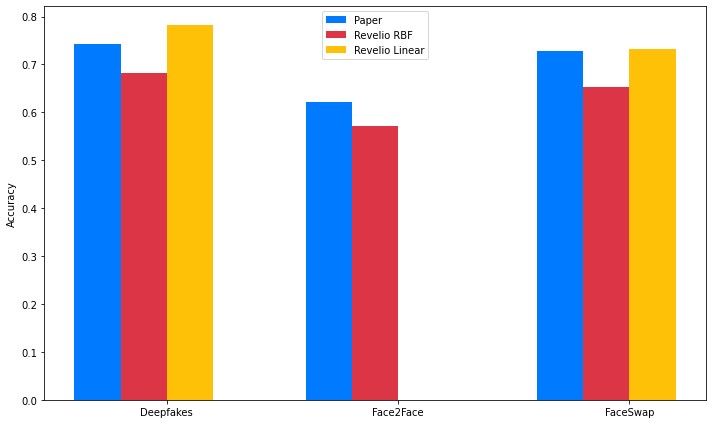 0.8
0.7
0.6
0.5
0.4
0.3
0.2
0.1
0.0
Accuracy
Paper
Revelio RBF
Revelio Linear
Deepfakes
Face2Face
FaceSwap